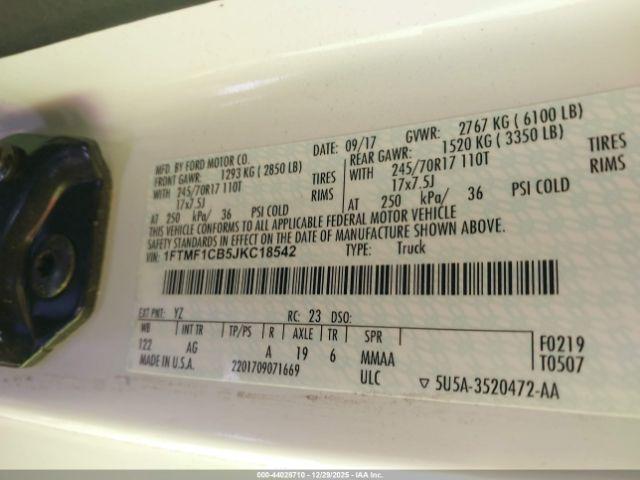 MFD. BY FORD MOTOR CO.
DATE: 09/17 GVWR: 2767 KG ( 6100 LB)
FRONT GAWR: 1293 KG ( 2850 LB)
REAR GAWR: 1520 KG ( 3350 LB)
WITH 245/70R17 110T TIRES
17x7.5J RIMS
AT 250 kPa/ 36 PSI COLD
WITH 245/70R17 110T TIRES
17x7.5J RIMS
AT 250 kPa/ 36 PSI COLD
THIS VEHICLE CONFORMS TO ALL APPLICABLE FEDERAL MOTOR VEHICLE
SAFETY STANDARDS IN EFFECT ON THE DATE OF MANUFACTURE SHOWN ABOVE.
VIN: 1FTMF1CB5JKC18542 TYPE: Truck
EXT PNT: YZ RC: 23 DSO:
WB INT TR TP/PS R AXLE TR SPR
122 AG A 19 6 MMAA
F0219
T0507
MADE IN U.S.A. 2201709071669 ULC
▽ 5U5A-3520472-AA
000-44028710 - 12/29/2025 - IAA Inc.